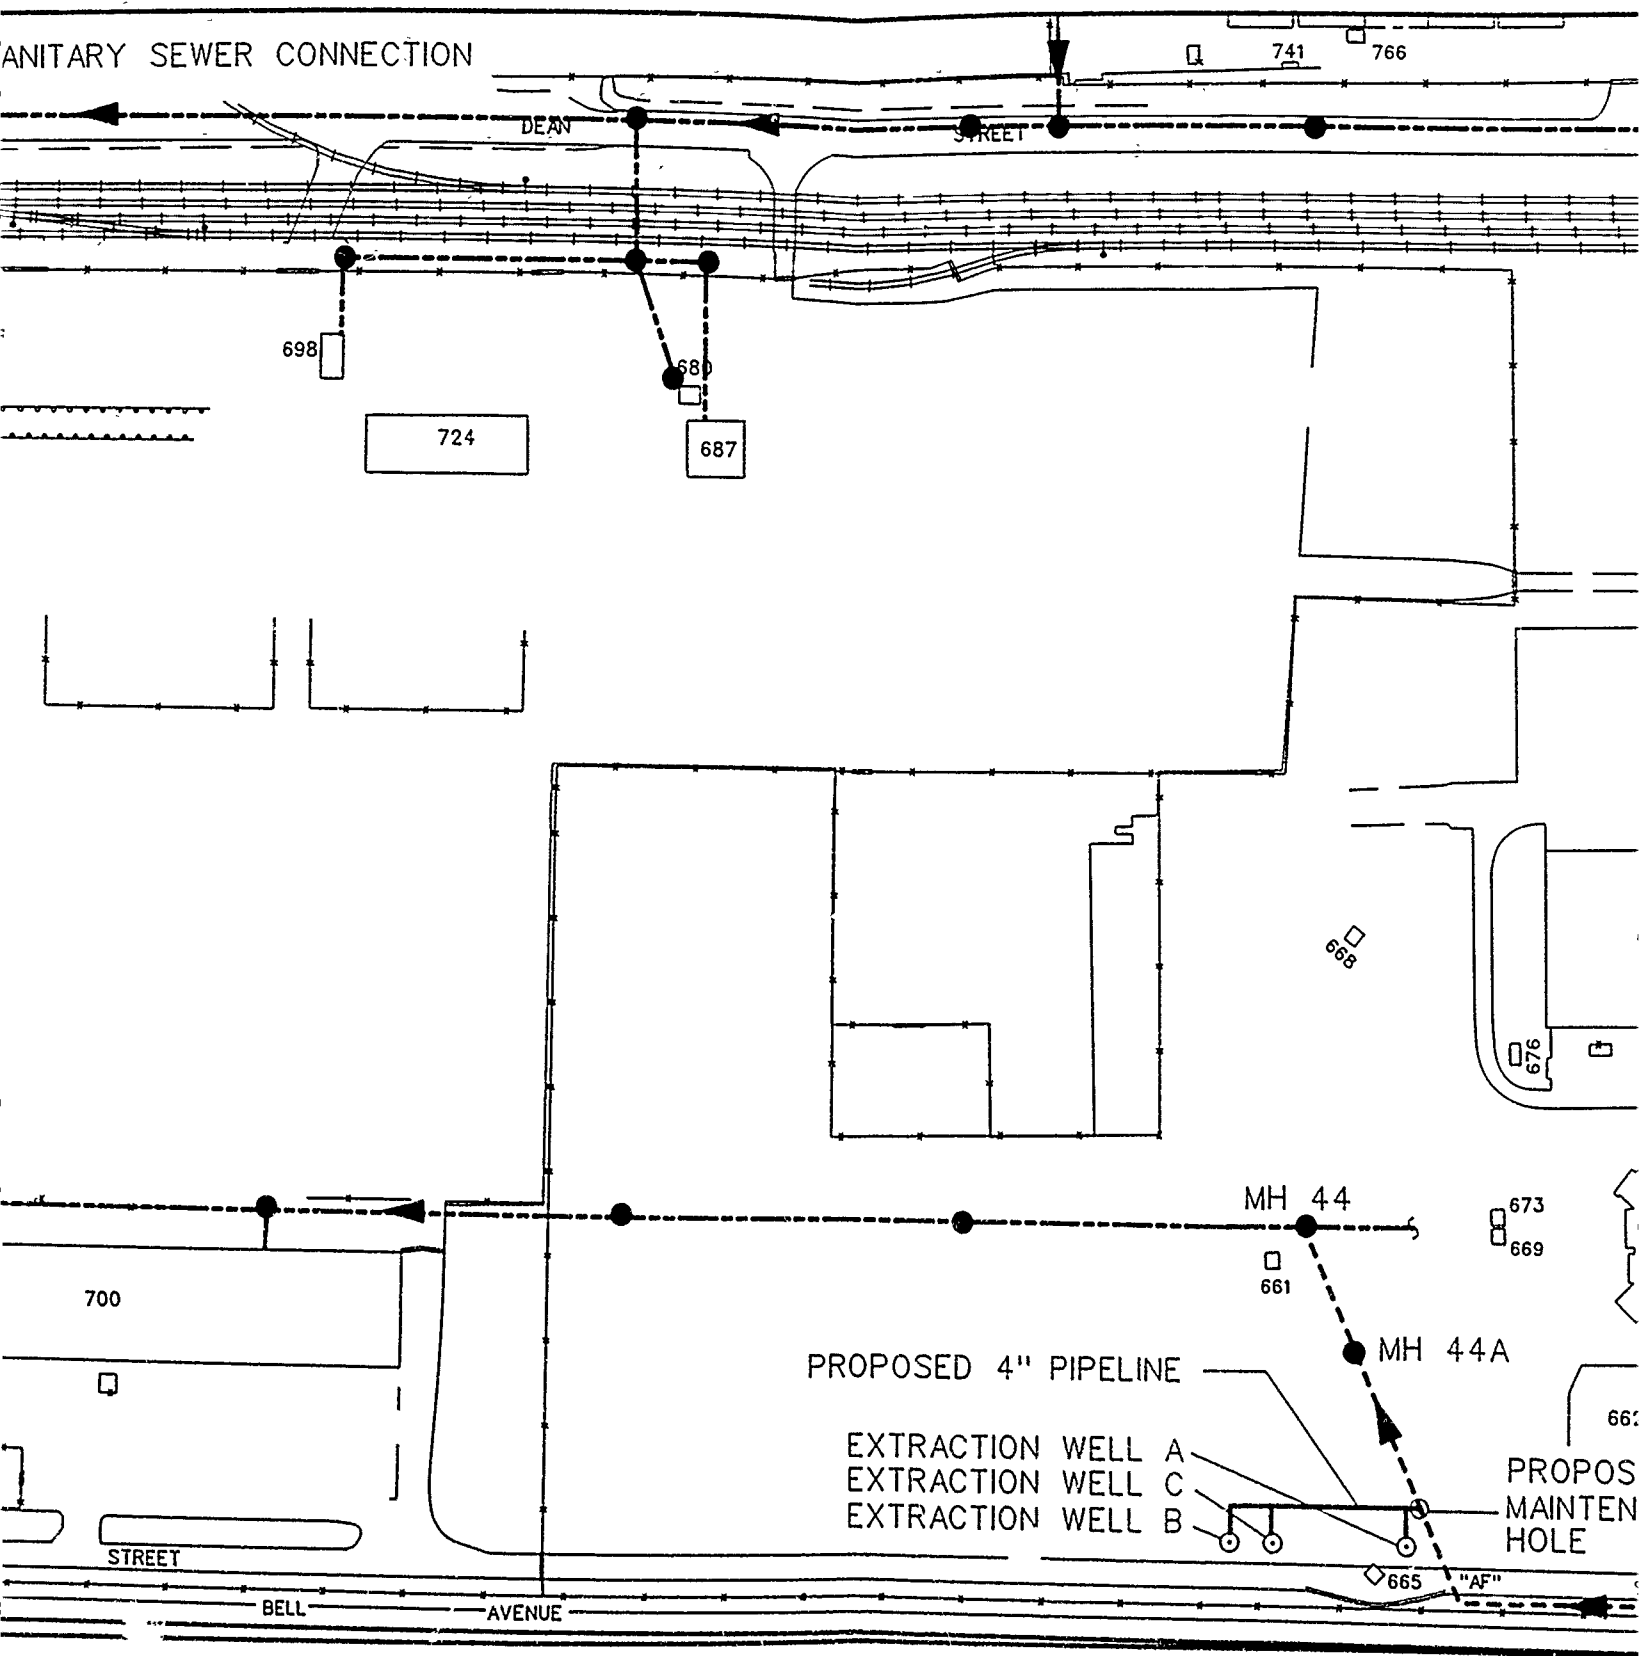 ANITARY SEWER CONNECTION
741
766
DEAN
STREET
698
680
724
687
668
676
MH 44
673
669
661
700
MH 44A
PROPOSED 4" PIPELINE
662
EXTRACTION WELL A
EXTRACTION WELL C
EXTRACTION WELL B
PROPOS
MAINTEN
HOLE
STREET
665
"AF"
BELL
AVENUE